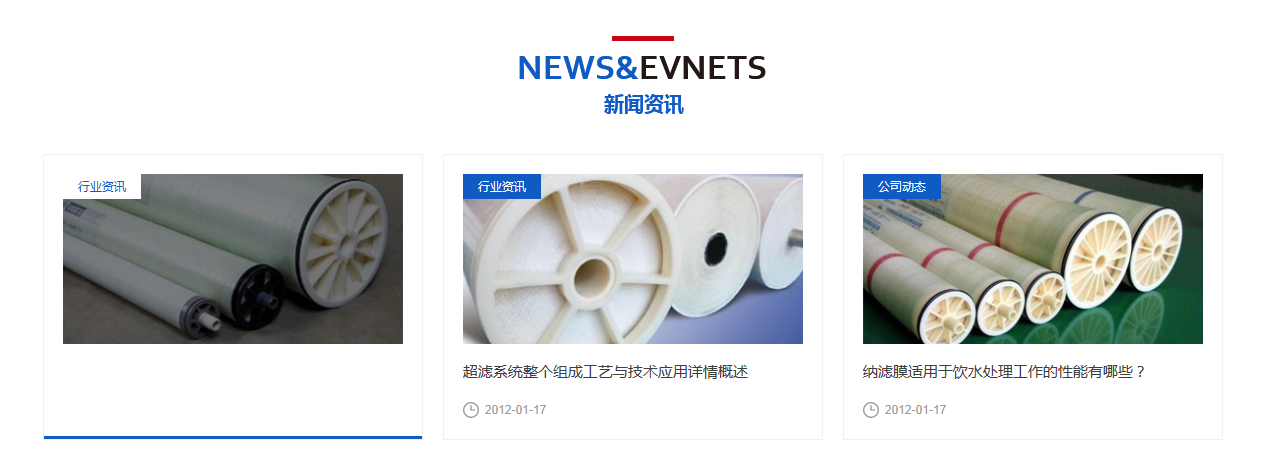 NEWS&EVNETS
新闻资讯
行业资讯
行业资讯
公司动态
超滤系统整个组成工艺与技术应用详情概述
纳滤膜适用于饮水处理工作的性能有哪些？
2012-01-17
2012-01-17